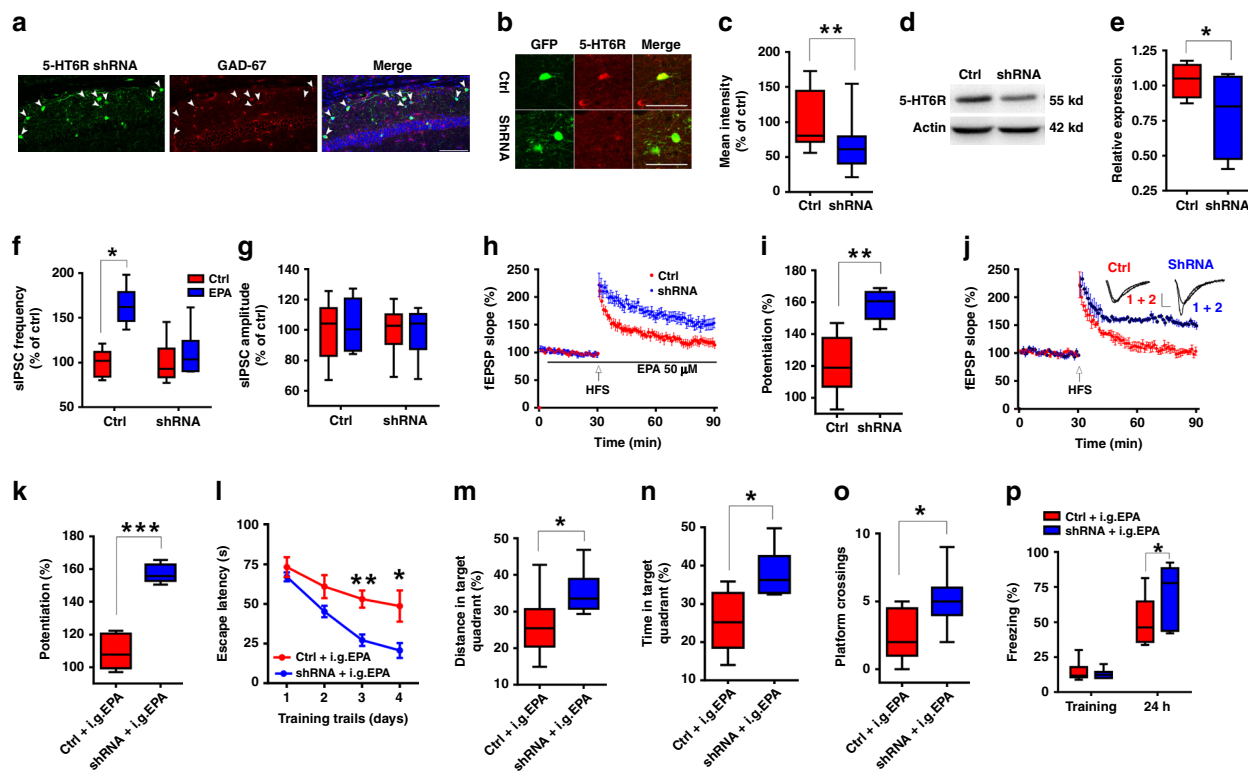 a
5-HT6R shRNA GAD-67 Merge
b
GFP 5-HT6R Merge
Ctrl
ShRNA
c
**
Mean intensity
(% of ctrl)
200
150
100
50
0
Ctrl shRNA
d
Ctrl shRNA
5-HT6R 55 kd
Actin 42 kd
e
*
Relative expression
1.25
1.00
0.75
0.50
0.25
Ctrl shRNA
f
*
Ctrl
EPA
sIPSC frequency
(% of ctrl)
200
150
100
50
Ctrl shRNA
g
sIPSC amplitude
(% of ctrl)
140
120
100
80
60
Ctrl shRNA
h
Ctrl
shRNA
fEPSP slope (%)
250
200
150
100
50
0
EPA 50 μM
HFS
0 30 60 90
Time (min)
i
**
Potentiation (%)
180
160
140
120
100
Ctrl shRNA
j
Ctrl ShRNA
1 + 2
1 + 2
fEPSP slope (%)
250
200
150
100
50
0
HFS
0 30 60 90
Time (min)
k
***
Potentiation (%)
180
160
140
120
100
Ctrl + i.g.EPA
shRNA + i.g.EPA
l
** *
Escape latency (s)
100
75
50
25
0
Ctrl + i.g.EPA
shRNA + i.g.EPA
1 2 3 4
Training trails (days)
m
*
Distance in target
quadrant (%)
50
40
30
20
10
Ctrl + i.g.EPA
shRNA + i.g.EPA
n
*
Time in target
quadrant (%)
50
40
30
20
10
Ctrl + i.g.EPA
shRNA + i.g.EPA
o
*
Platform crossings
10
5
0
Ctrl + i.g.EPA
shRNA + i.g.EPA
p
Ctrl + i.g.EPA
shRNA + i.g.EPA
*
Freezing (%)
100
75
50
25
0
Training 24 h